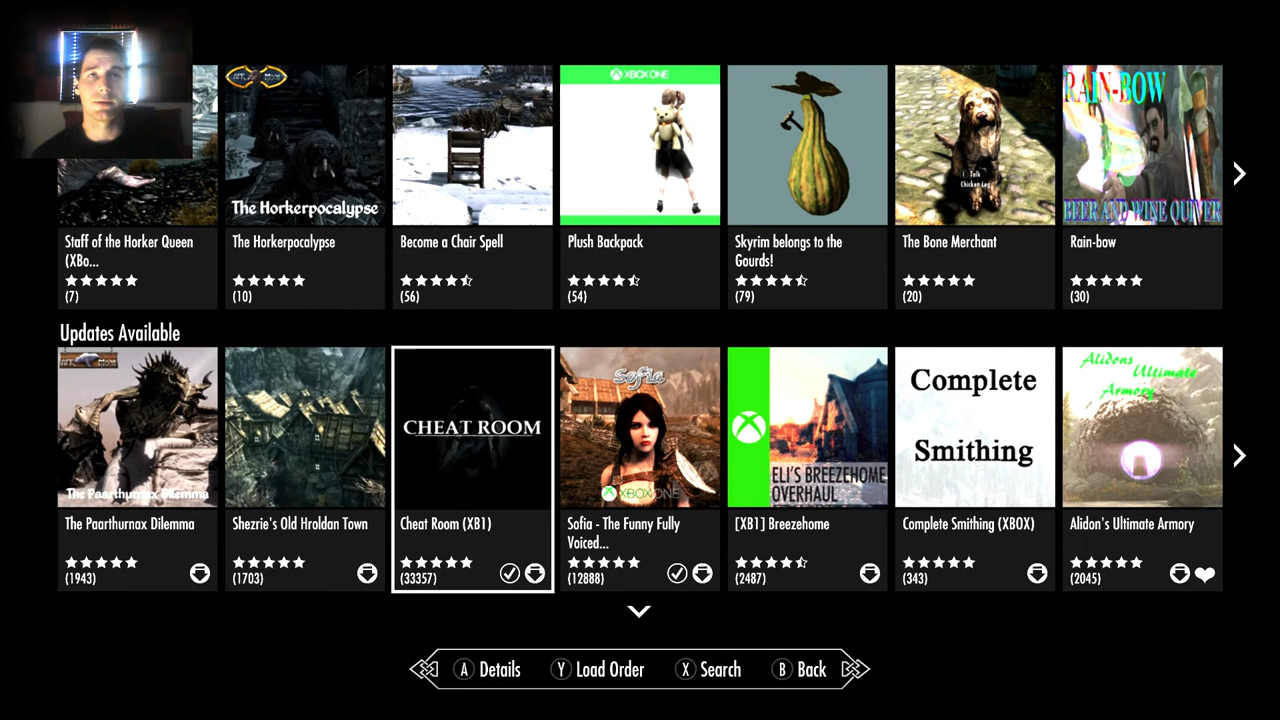 XBOX ONE
RAIN-BOW
Talk
Chicken Leg
The Horkerpocalypse
BEER AND WINE QUIVER
Staff of the Horker Queen
(XBo...
(7)
The Horkerpocalypse
(10)
Become a Chair Spell
(56)
Plush Backpack
(54)
Skyrim belongs to the
Gourds!
(79)
The Bone Merchant
(20)
Rain-bow
(30)
Updates Available
The Paarthurnax Dilemma
CHEAT ROOM
Sofia
XBOX ONE
ELI'S BREEZEHOME
OVERHAUL
Complete
Smithing
Alidons
Ultimate
Armory
The Paarthurnax Dilemma
(1943)
Shezrie's Old Hroldan Town
(1703)
Cheat Room (XB1)
(33357)
Sofia - The Funny Fully
Voiced...
(12888)
[XB1] Breezehome
(2487)
Complete Smithing (XBOX)
(343)
Alidon's Ultimate Armory
(2045)
A Details Y Load Order X Search B Back